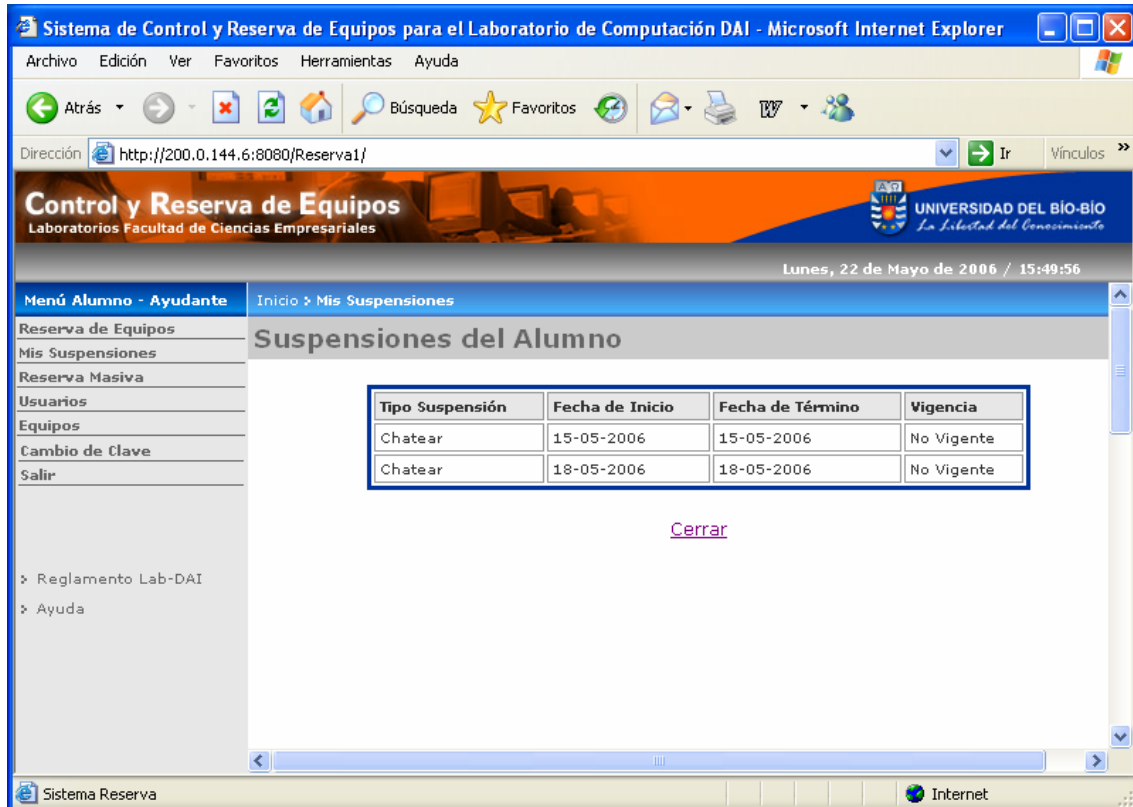 Sistema de Control y Reserva de Equipos para el Laboratorio de Computación DAI - Microsoft Internet Explorer
Archivo Edición Ver Favoritos Herramientas Ayuda
Atrás Búsqueda Favoritos
Dirección http://200.0.144.6:8080/Reserva1/ Ir Vínculos »
Control y Reserva de Equipos
Laboratorios Facultad de Ciencias Empresariales
UNIVERSIDAD DEL BÍO-BÍO
La Libertad del Conocimiento
Lunes, 22 de Mayo de 2006 / 15:49:56
Menú Alumno - Ayudante
Reserva de Equipos
Mis Suspensiones
Reserva Masiva
Usuarios
Equipos
Cambio de Clave
Salir
Reglamento Lab-DAI
Ayuda
Inicio > Mis Suspensiones
Suspensiones del Alumno
Tipo Suspensión Fecha de Inicio Fecha de Término Vigencia
Chatear 15-05-2006 15-05-2006 No Vigente
Chatear 18-05-2006 18-05-2006 No Vigente
Cerrar
Sistema Reserva Internet